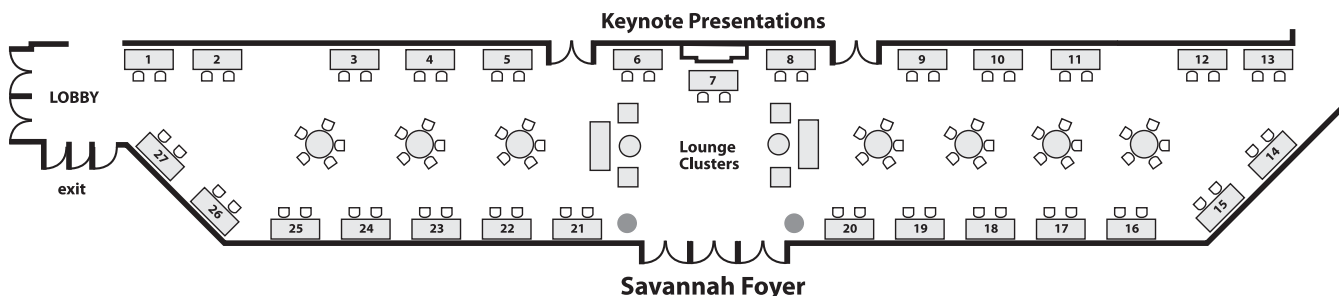 Keynote Presentations
1 2 3 4 5 6 7 8 9 10 11 12 13
LOBBY
27
14
Lounge
Clusters
exit
26
15
25 24 23 22 21 20 19 18 17 16
Savannah Foyer